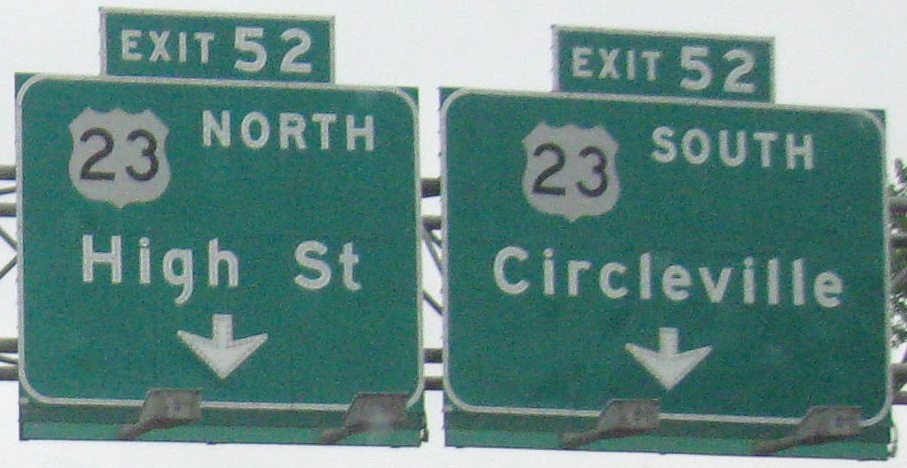 EXIT 52
23 NORTH
High St
EXIT 52
23 SOUTH
Circleville